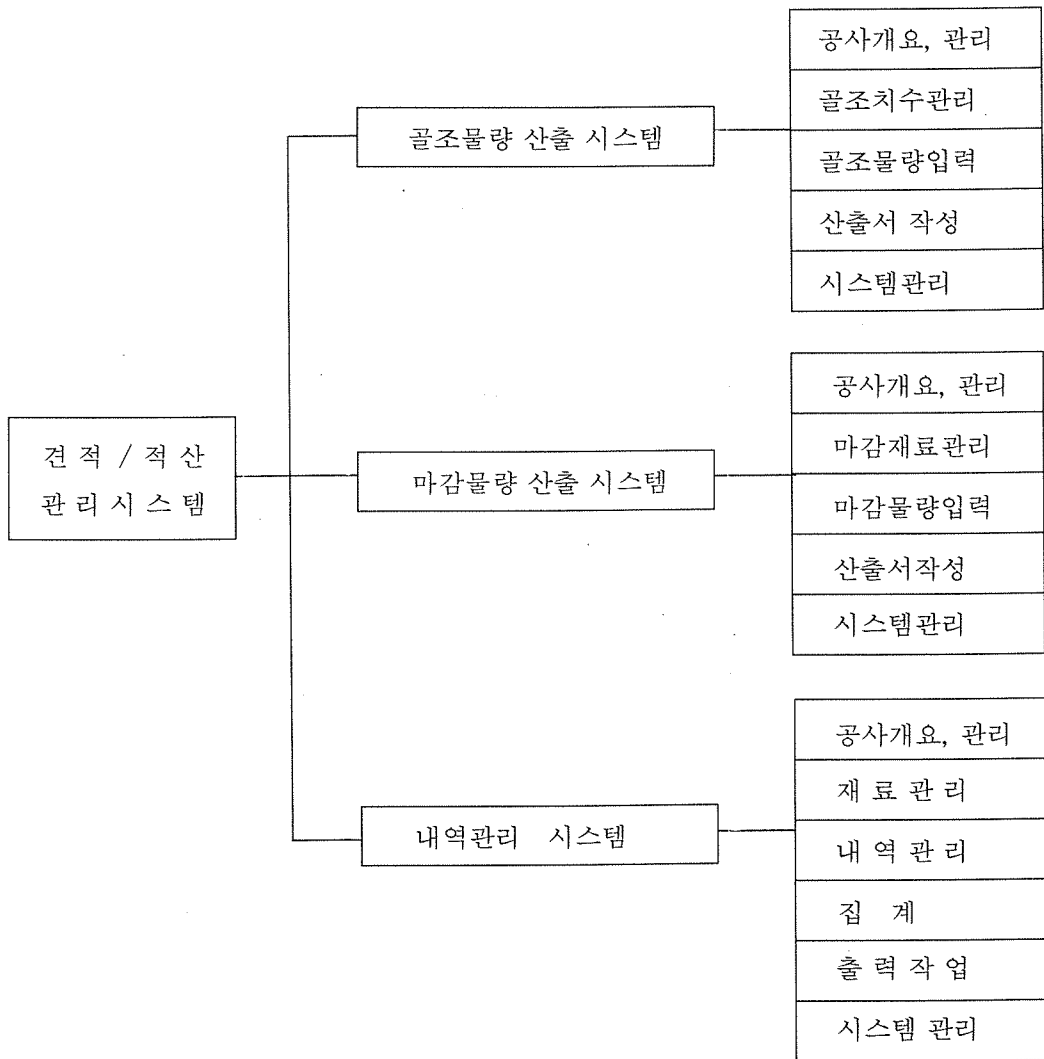 견 적 / 적 산
관 리 시 스 템
골조물량 산출 시스템
공사개요, 관리
골조치수관리
골조물량입력
산출서 작성
시스템관리
마감물량 산출 시스템
공사개요, 관리
마감재료관리
마감물량입력
산출서작성
시스템관리
내역관리 시스템
공사개요, 관리
재 료 관 리
내 역 관 리
집 계
출 력 작 업
시스템 관리